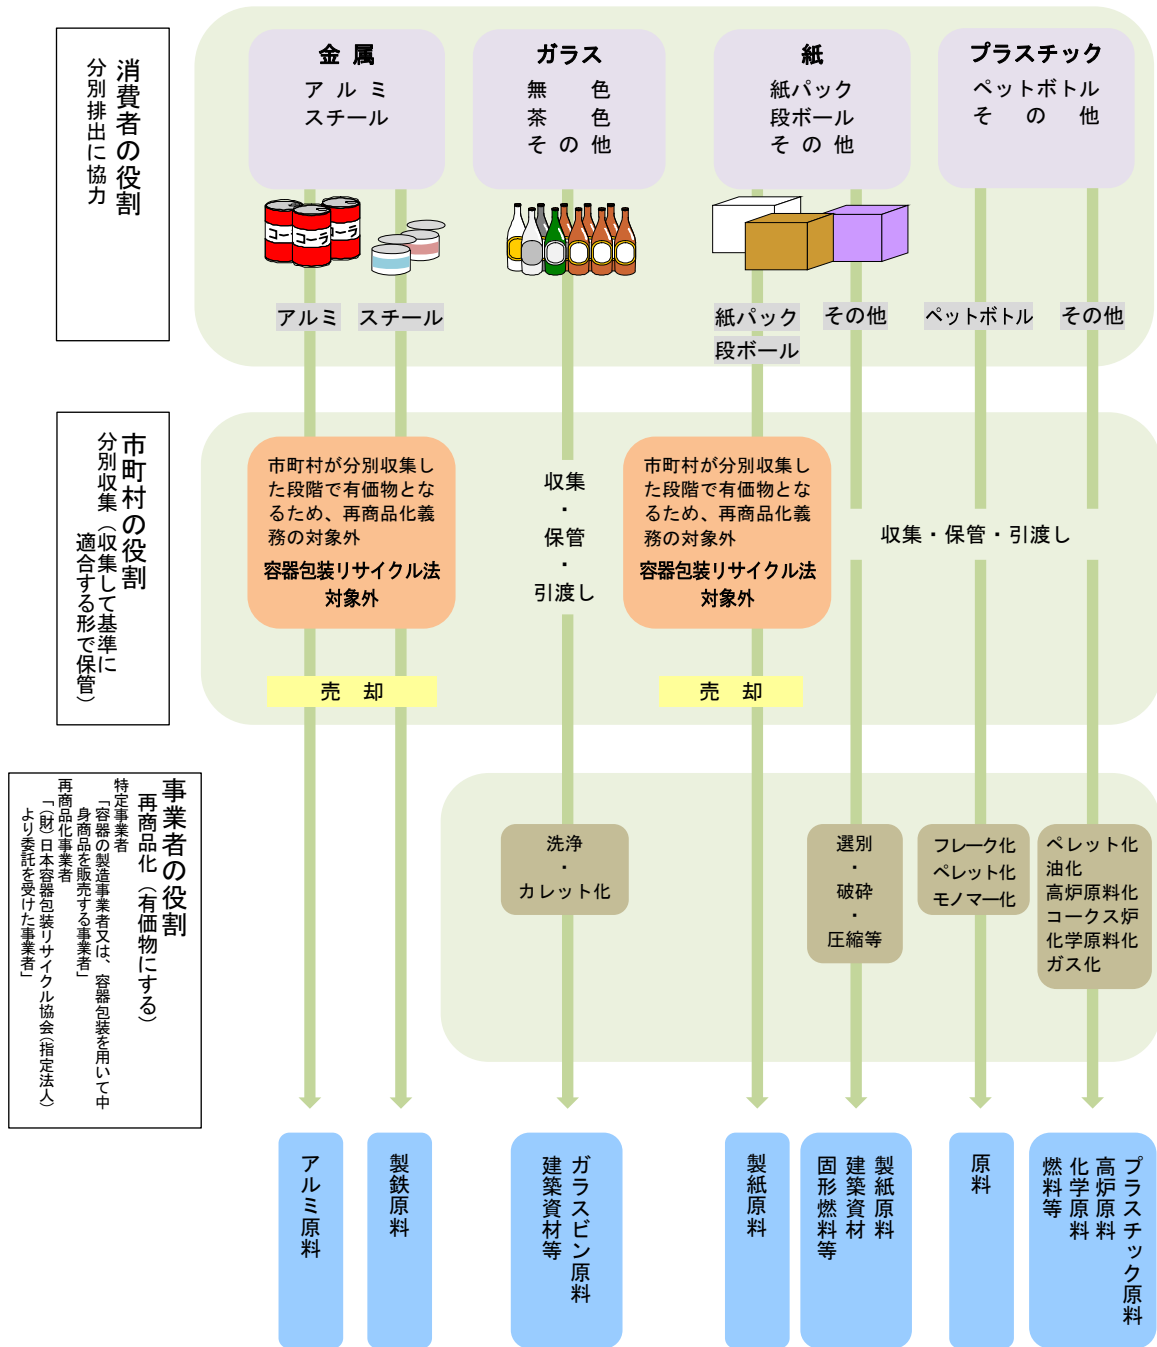 消費者の役割
分別排出に協力
金 属
アルミ
スチール
ガラス
無 色
茶 色
その他
紙
紙パック
段ボール
その他
プラスチック
ペットボトル
その他
コーラ
コーラ
コーラ
アルミ
スチール
紙パック
段ボール
その他
ペットボトル
その他
市町村の役割
分別収集（収集して基準に
適合する形で保管）
市町村が分別収集し
た段階で有価物とな
るため、再商品化義
務の対象外
容器包装リサイクル法
対象外
収集
・
保管
・
引渡し
市町村が分別収集し
た段階で有価物とな
るため、再商品化義
務の対象外
容器包装リサイクル法
対象外
収集・保管・引渡し
売 却
売 却
事業者の役割
再商品化（有価物にする）
特定事業者
「容器の製造事業者又は、容器包装を用いて中
身商品を販売する事業者」
再商品化事業者
「（財）日本容器包装リサイクル協会（指定法人）
より委託を受けた事業者」
洗浄
・
カレット化
選別
・
破砕
・
圧縮等
フレーク化
ペレット化
モノマー化
ペレット化
油化
高炉原料化
コークス炉
化学原料化
ガス化
アルミ原料
製鉄原料
ガラスビン原料
建築資材等
製紙原料
製紙原料
建築資材
固形燃料等
原料
プラスチック原料
高炉原料
化学原料
燃料等